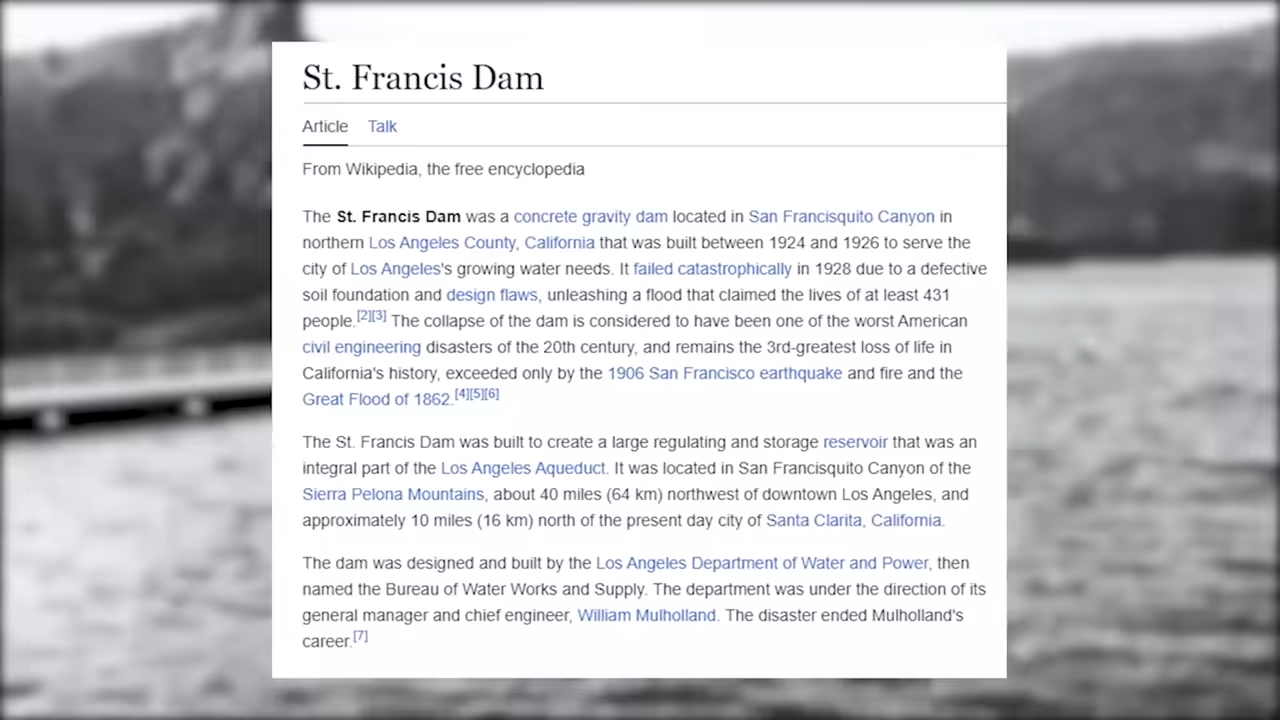 St. Francis Dam
Article Talk
From Wikipedia, the free encyclopedia
The St. Francis Dam was a concrete gravity dam located in San Francisquito Canyon in
northern Los Angeles County, California that was built between 1924 and 1926 to serve the
city of Los Angeles's growing water needs. It failed catastrophically in 1928 due to a defective
soil foundation and design flaws, unleashing a flood that claimed the lives of at least 431
people.[2][3] The collapse of the dam is considered to have been one of the worst American
civil engineering disasters of the 20th century, and remains the 3rd-greatest loss of life in
California's history, exceeded only by the 1906 San Francisco earthquake and fire and the
Great Flood of 1862.[4][5][6]
The St. Francis Dam was built to create a large regulating and storage reservoir that was an
integral part of the Los Angeles Aqueduct. It was located in San Francisquito Canyon of the
Sierra Pelona Mountains, about 40 miles (64 km) northwest of downtown Los Angeles, and
approximately 10 miles (16 km) north of the present day city of Santa Clarita, California.
The dam was designed and built by the Los Angeles Department of Water and Power, then
named the Bureau of Water Works and Supply. The department was under the direction of its
general manager and chief engineer, William Mulholland. The disaster ended Mulholland's
career.[7]